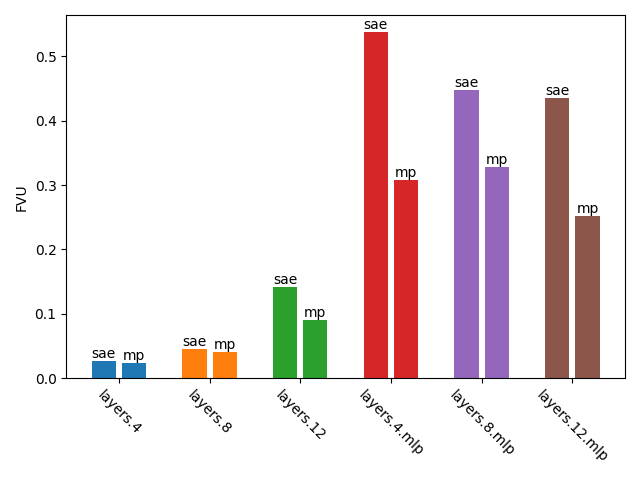 FVU
0.5
0.4
0.3
0.2
0.1
0.0
sae
mp
sae
mp
sae
mp
sae
mp
sae
mp
sae
mp
layers.4
layers.8
layers.12
layers.4.mlp
layers.8.mlp
layers.12.mlp